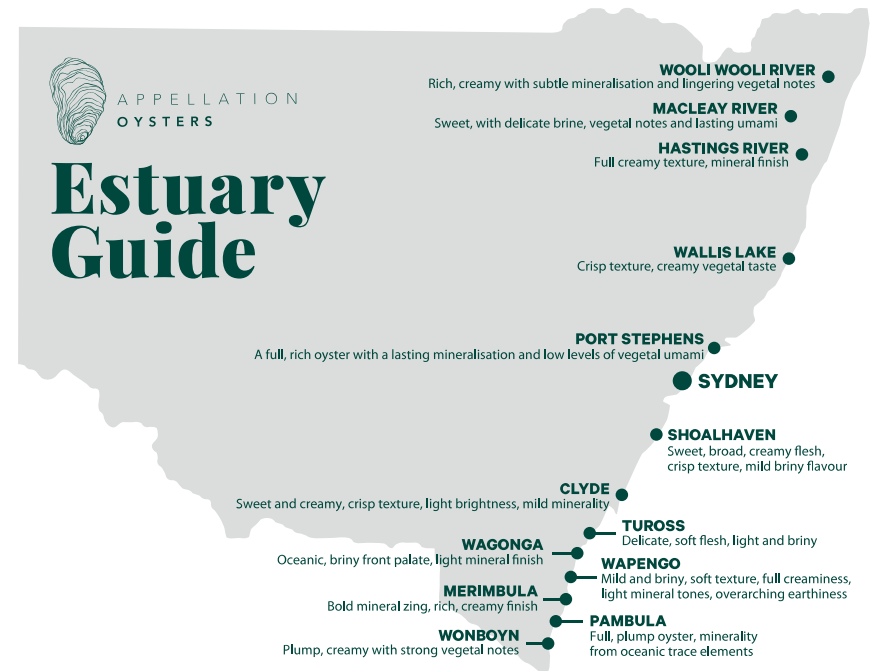 APPELLATION
OYSTERS
Estuary
Guide
WOOLI WOOLI RIVER
Rich, creamy with subtle mineralisation and lingering vegetal notes
MACLEAY RIVER
Sweet, with delicate brine, vegetal notes and lasting umami
HASTINGS RIVER
Full creamy texture, mineral finish
WALLIS LAKE
Crisp texture, creamy vegetal taste
PORT STEPHENS
A full, rich oyster with a lasting mineralisation and low levels of vegetal umami
SYDNEY
SHOALHAVEN
Sweet, broad, creamy flesh,
crisp texture, mild briny flavour
CLYDE
Sweet and creamy, crisp texture, light brightness, mild minerality
TUROSS
Delicate, soft flesh, light and briny
WAGONGA
Oceanic, briny front palate, light mineral finish
WAPENGO
Mild and briny, soft texture, full creaminess,
light mineral tones, overarching earthiness
MERIMBULA
Bold mineral zing, rich, creamy finish
PAMBULA
Full, plump oyster, minerality
from oceanic trace elements
WONBOYN
Plump, creamy with strong vegetal notes